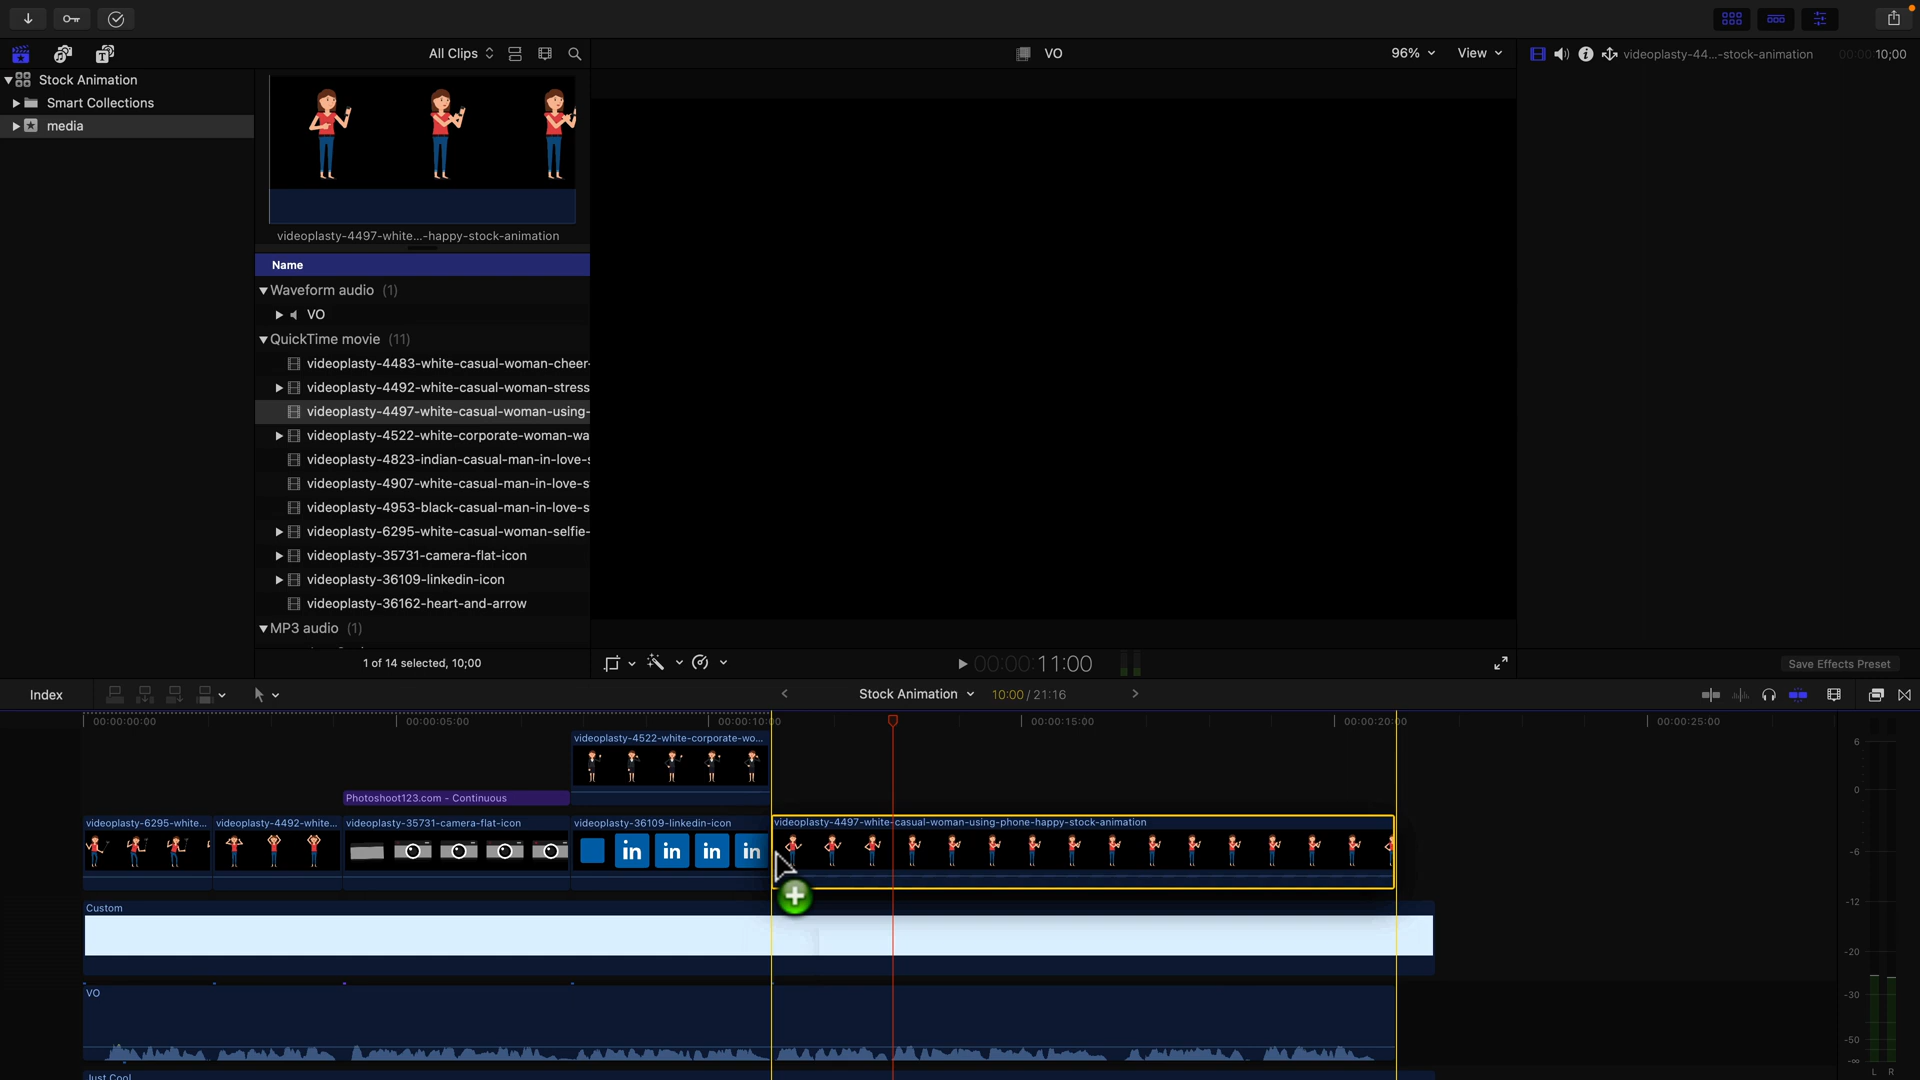 All Clips
VO
96%
View
videoplasty-44...-stock-animation
00:00:10;00
Stock Animation
Smart Collections
media
videoplasty-4497-white...-happy-stock-animation
Name
Waveform audio (1)
VO
QuickTime movie (11)
videoplasty-4483-white-casual-woman-cheer-
videoplasty-4492-white-casual-woman-stress
videoplasty-4497-white-casual-woman-using-
videoplasty-4522-white-corporate-woman-wa
videoplasty-4823-indian-casual-man-in-love-s
videoplasty-4907-white-casual-man-in-love-s
videoplasty-4953-black-casual-man-in-love-s
videoplasty-6295-white-casual-woman-selfie-
videoplasty-35731-camera-flat-icon
videoplasty-36109-linkedin-icon
videoplasty-36162-heart-and-arrow
MP3 audio (1)
1 of 14 selected, 10;00
00:00:11:00
Save Effects Preset
Index
Stock Animation
10:00 / 21:16
00:00:00:00
00:00:05:00
00:00:10:00
00:00:15:00
00:00:20:00
00:00:25:00
videoplasty-4522-white-corporate-wo...
Photoshoot123.com - Continuous
videoplasty-6295-white...
videoplasty-4492-white...
videoplasty-35731-camera-flat-icon
videoplasty-36109-linkedin-icon
videoplasty-4497-white-casual-woman-using-phone-happy-stock-animation
in in in in
Custom
VO
Just Cool
6
0
-6
-12
-20
-30
-50
-∞
L R